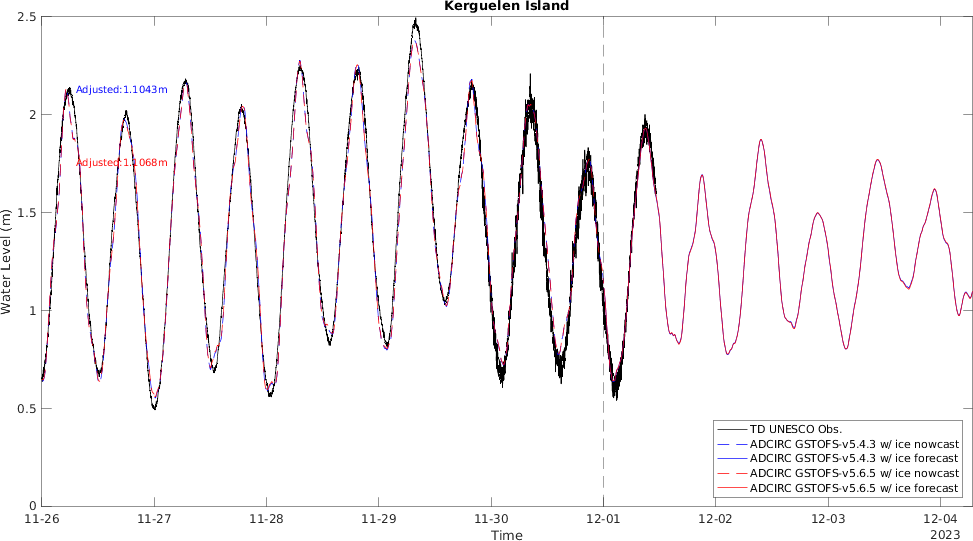 Kerguelen Island
2.5
2
1.5
1
0.5
0
Water Level (m)
Adjusted:1.1043m
Adjusted:1.1068m
TD UNESCO Obs.
ADCIRC GSTOFS-v5.4.3 w/ ice nowcast
ADCIRC GSTOFS-v5.4.3 w/ ice forecast
ADCIRC GSTOFS-v5.6.5 w/ ice nowcast
ADCIRC GSTOFS-v5.6.5 w/ ice forecast
11-26 11-27 11-28 11-29 11-30 12-01 12-02 12-03 12-04
Time 2023